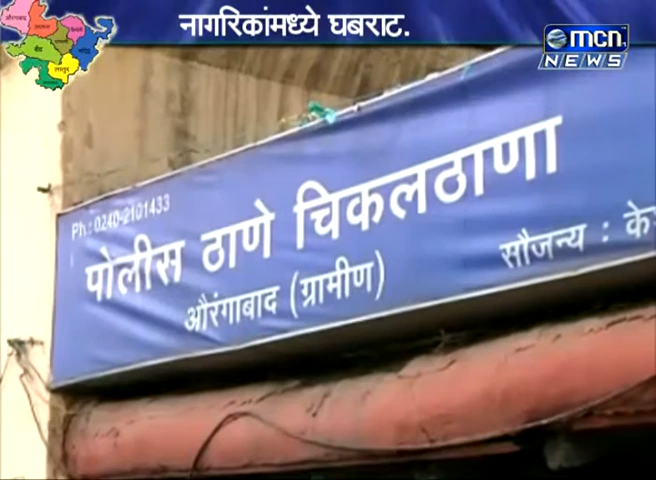 नागरिकांमध्ये घबराट.
mcn
NEWS
Ph.: 0240-2101433
पोलीस ठाणे चिकलठाणा
औरंगाबाद (ग्रामीण)
सौजन्य :